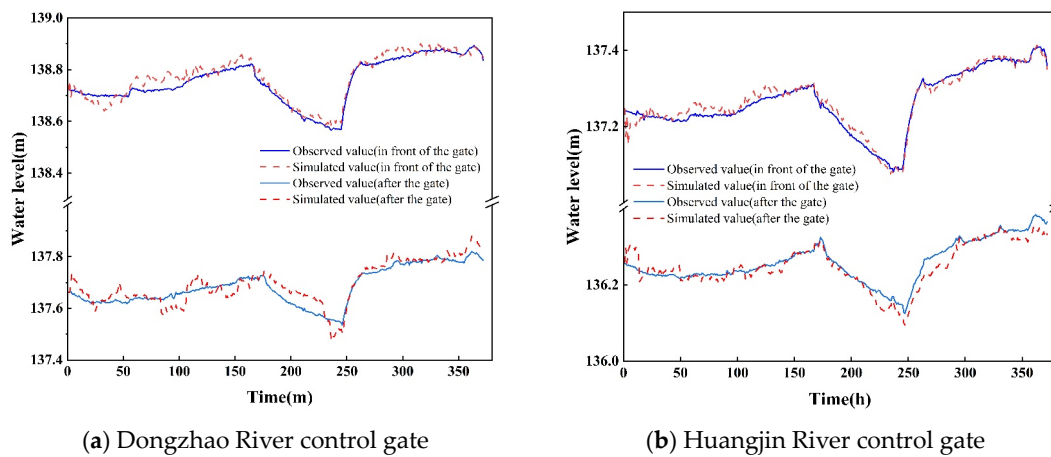 139.0
138.8
138.6
138.4
137.8
137.6
137.4
Water level(m)
Observed value(in front of the gate)
Simulated value(in front of the gate)
Observed value(after the gate)
Simulated value(after the gate)
0 50 100 150 200 250 300 350
Time(m)
(a) Dongzhao River control gate
137.4
137.2
136.2
136.0
Water level(m)
Observed value(in front of the gate)
Simulated value(in front of the gate)
Observed value(after the gate)
Simulated value(after the gate)
0 50 100 150 200 250 300 350
Time(h)
(b) Huangjin River control gate